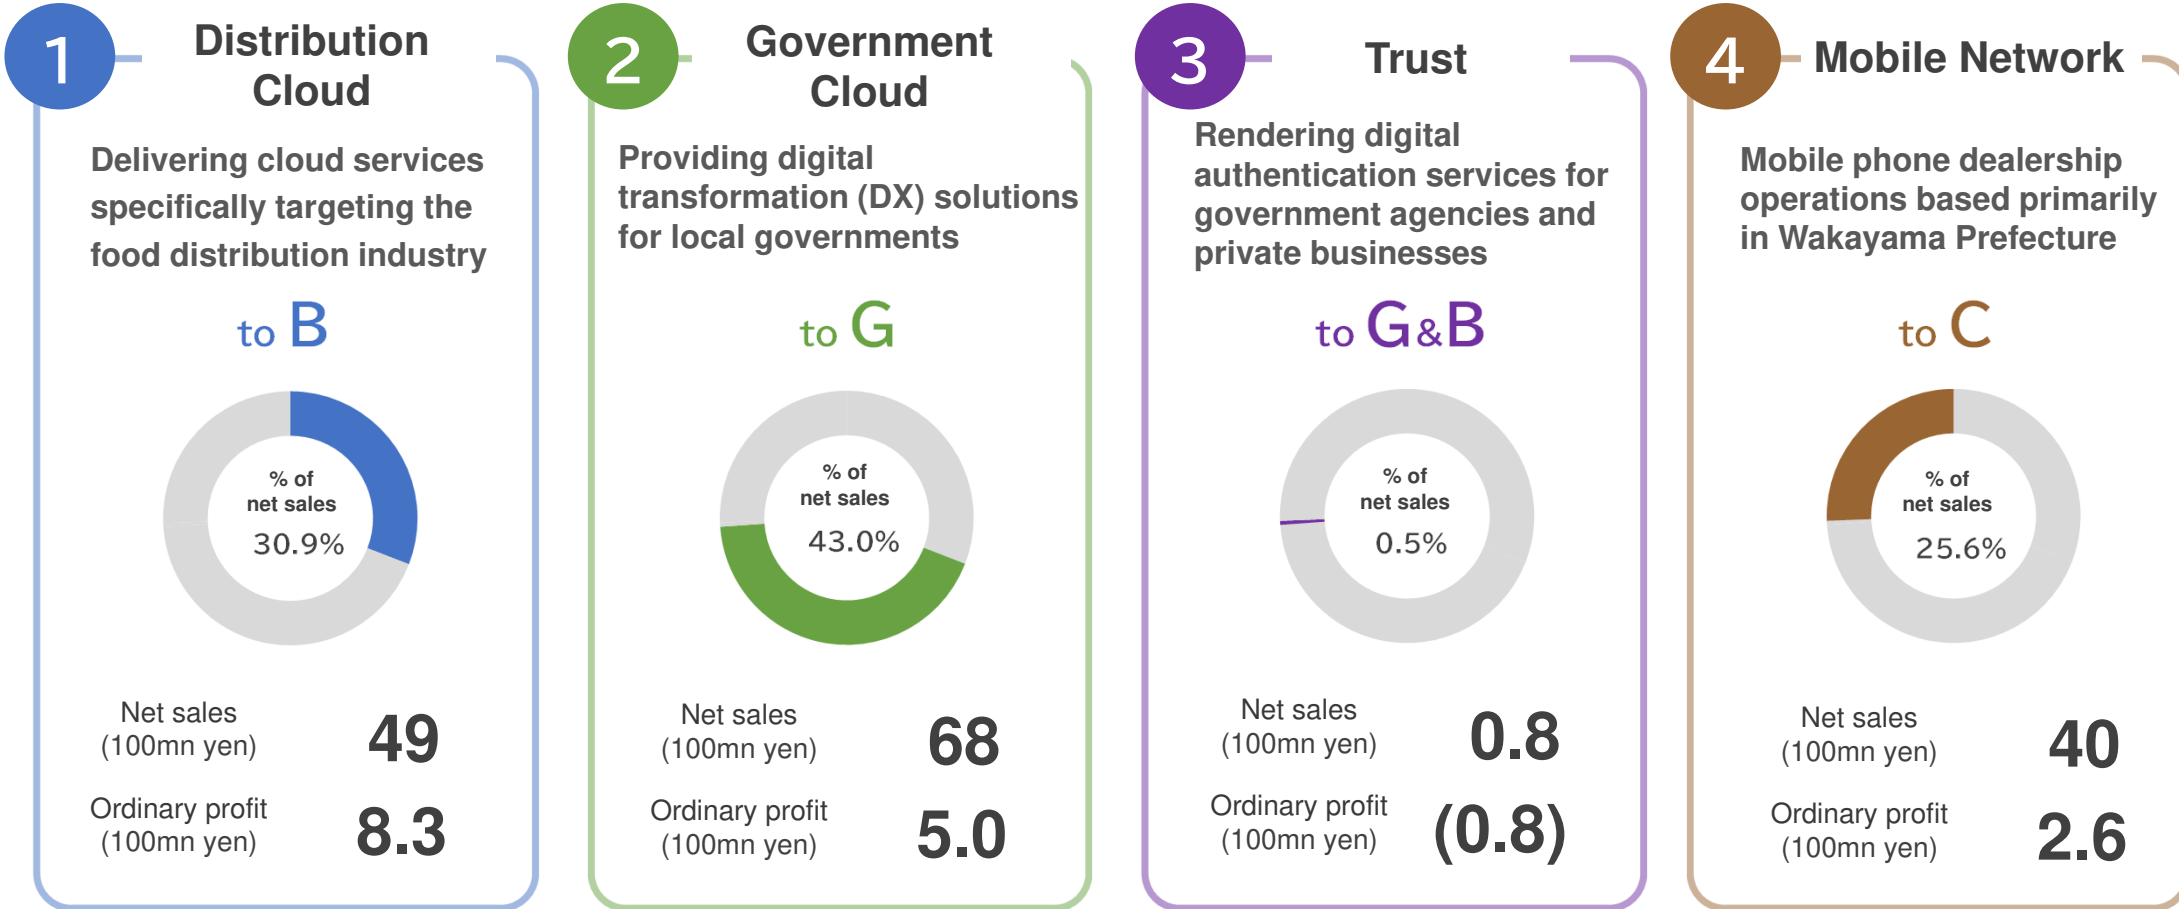 1
Distribution
Cloud
Delivering cloud services
specifically targeting the
food distribution industry
to B
% of
net sales
30.9%
Net sales
(100mn yen)
49
Ordinary profit
(100mn yen)
8.3
2
Government
Cloud
Providing digital
transformation (DX) solutions
for local governments
to G
% of
net sales
43.0%
Net sales
(100mn yen)
68
Ordinary profit
(100mn yen)
5.0
3
Trust
Rendering digital
authentication services for
government agencies and
private businesses
to G&B
% of
net sales
0.5%
Net sales
(100mn yen)
0.8
Ordinary profit
(100mn yen)
(0.8)
4
Mobile Network
Mobile phone dealership
operations based primarily
in Wakayama Prefecture
to C
% of
net sales
25.6%
Net sales
(100mn yen)
40
Ordinary profit
(100mn yen)
2.6